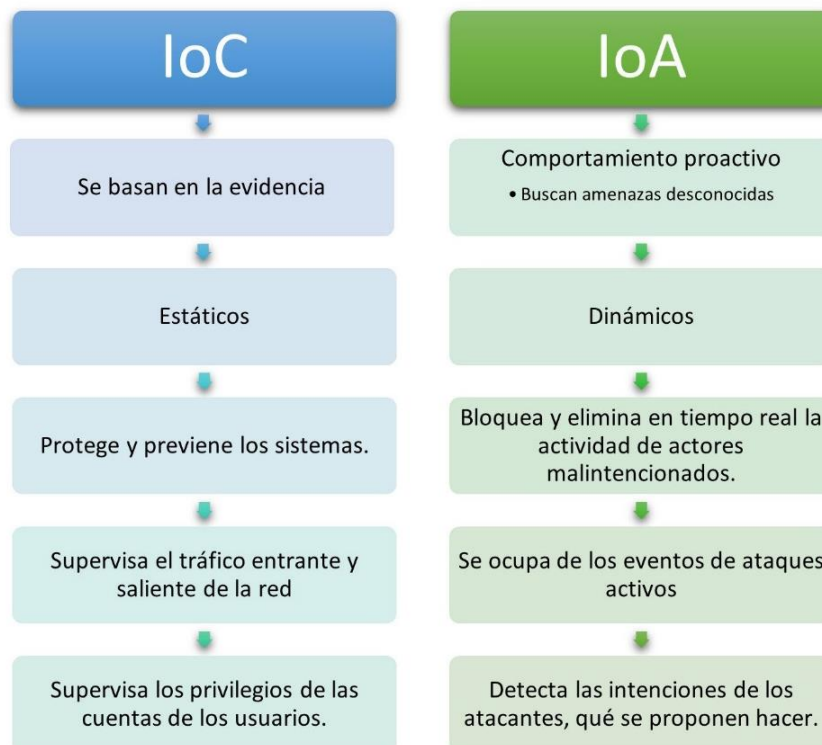 IoC
Se basan en la evidencia
Estáticos
Protege y previene los sistemas.
Supervisa el tráfico entrante y
saliente de la red
Supervisa los privilegios de las
cuentas de los usuarios.
IoA
Comportamiento proactivo
• Buscan amenazas desconocidas
Dinámicos
Bloquea y elimina en tiempo real la
actividad de actores
malintencionados.
Se ocupa de los eventos de ataques
activos
Detecta las intenciones de los
atacantes, qué se proponen hacer.